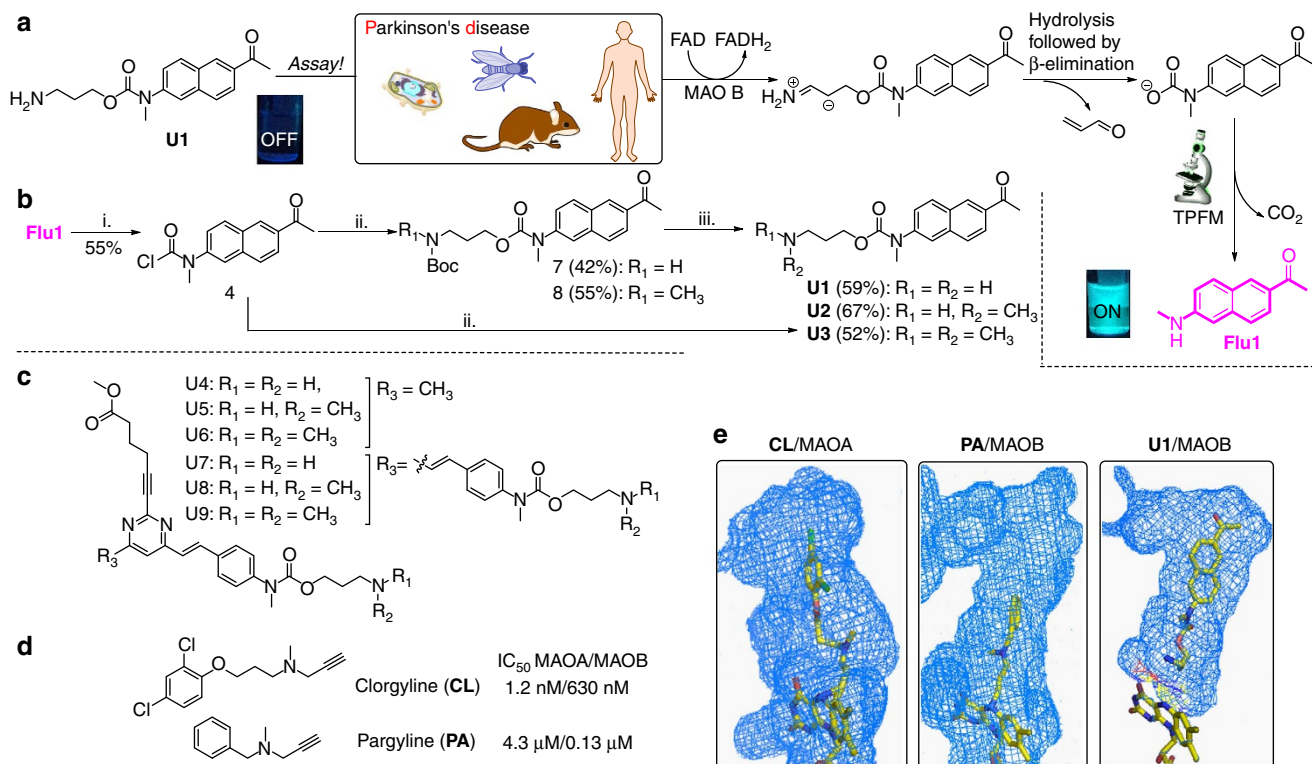 a
O
H2N
O
N
U1
OFF
Assay!
Parkinson's disease
FAD
FADH2
MAO B
⊕
H2N
⊖
O
O
N
O
Hydrolysis
followed by
β-elimination
O
⊖
O
O
N
O
TPFM
CO2
ON
O
N
H
Flu1
b
Flu1
i.
55%
O
Cl
N
O
4
ii.
R1
N
Boc
O
O
N
O
7 (42%): R1 = H
8 (55%): R1 = CH3
iii.
R1
N
R2
O
O
N
O
U1 (59%): R1 = R2 = H
U2 (67%): R1 = H, R2 = CH3
U3 (52%): R1 = R2 = CH3
ii.
c
O
O
U4: R1 = R2 = H,
U5: R1 = H, R2 = CH3
U6: R1 = R2 = CH3
R3 = CH3
U7: R1 = R2 = H
U8: R1 = H, R2 = CH3
U9: R1 = R2 = CH3
R3=
O
N
O
N
R1
R2
N
N
R3
O
N
O
N
R1
R2
d
Cl
O
N
Cl
Clorgyline (CL)
IC50 MAOA/MAOB
1.2 nM/630 nM
N
Pargyline (PA)
4.3 μM/0.13 μM
e
CL/MAOA
PA/MAOB
U1/MAOB